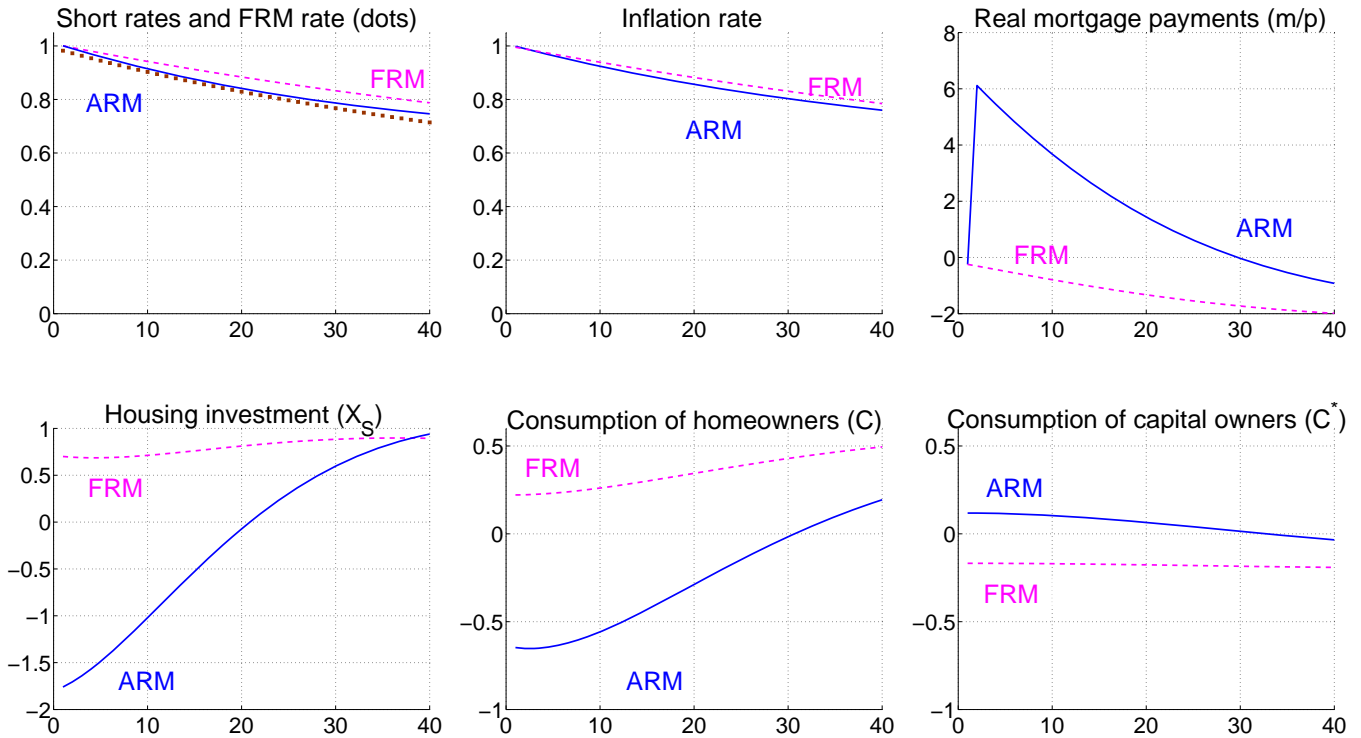 Short rates and FRM rate (dots)
1
0.8
0.6
0.4
0.2
0
0 10 20 30 40
FRM
ARM
Inflation rate
1
0.8
0.6
0.4
0.2
0
0 10 20 30 40
FRM
ARM
Real mortgage payments (m/p)
8
6
4
2
0
−2
0 10 20 30 40
ARM
FRM
Housing investment (X_S)
1
0.5
0
−0.5
−1
−1.5
−2
0 10 20 30 40
FRM
ARM
Consumption of homeowners (C)
0.5
0
−0.5
−1
0 10 20 30 40
FRM
ARM
Consumption of capital owners (C*)
0.5
0
−0.5
−1
0 10 20 30 40
ARM
FRM